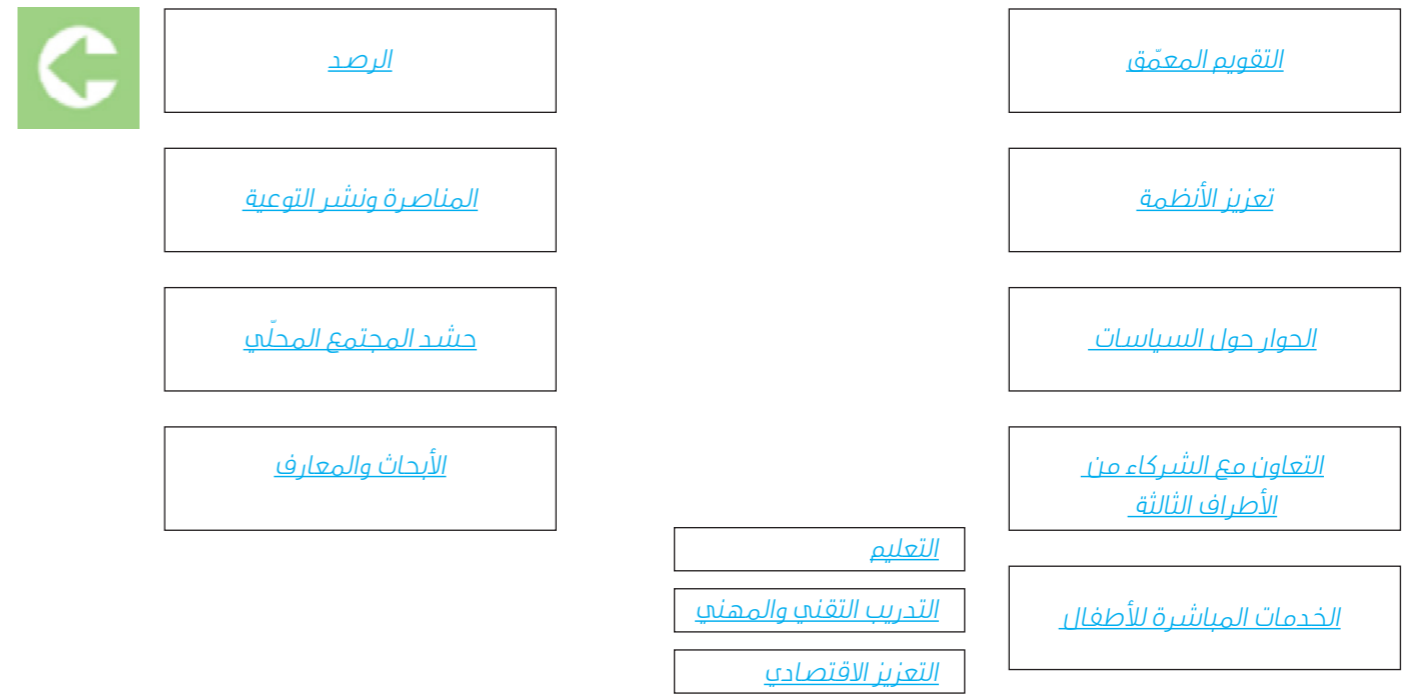 التقويم المعمّق
تعزيز الأنظمة
الحوار حول السياسات
التعاون مع الشركاء من
الأطراف الثالثة
الخدمات المباشرة للأطفال
التعليم
التدريب التقني والمهني
التعزيز الاقتصادي
الرصد
المناصرة ونشر التوعية
حشد المجتمع المحلّي
الأبحاث والمعارف